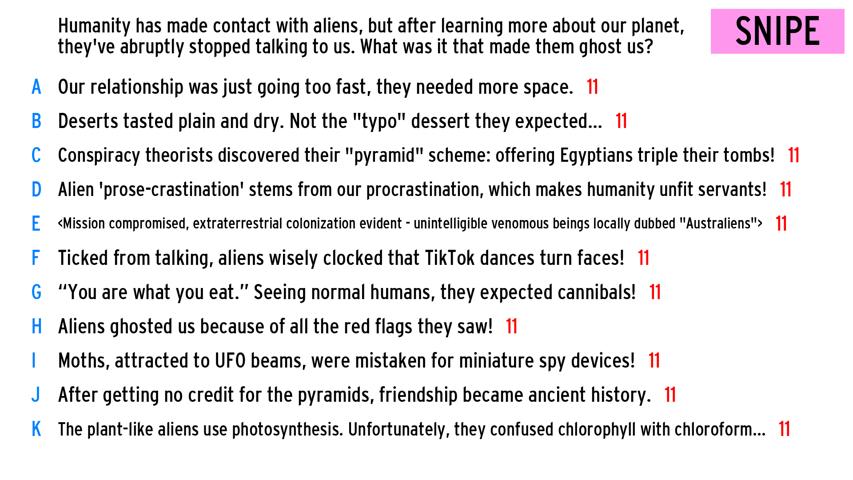 Humanity has made contact with aliens, but after learning more about our planet,
they've abruptly stopped talking to us. What was it that made them ghost us?
SNIPE
A Our relationship was just going too fast, they needed more space. 11
B Deserts tasted plain and dry. Not the "typo" dessert they expected... 11
C Conspiracy theorists discovered their "pyramid" scheme: offering Egyptians triple their tombs! 11
D Alien 'prose-crastination' stems from our procrastination, which makes humanity unfit servants! 11
E <Mission compromised, extraterrestrial colonization evident - unintelligible venomous beings locally dubbed "Australiens"> 11
F Ticked from talking, aliens wisely clocked that TikTok dances turn faces! 11
G “You are what you eat.” Seeing normal humans, they expected cannibals! 11
H Aliens ghosted us because of all the red flags they saw! 11
I Moths, attracted to UFO beams, were mistaken for miniature spy devices! 11
J After getting no credit for the pyramids, friendship became ancient history. 11
K The plant-like aliens use photosynthesis. Unfortunately, they confused chlorophyll with chloroform... 11